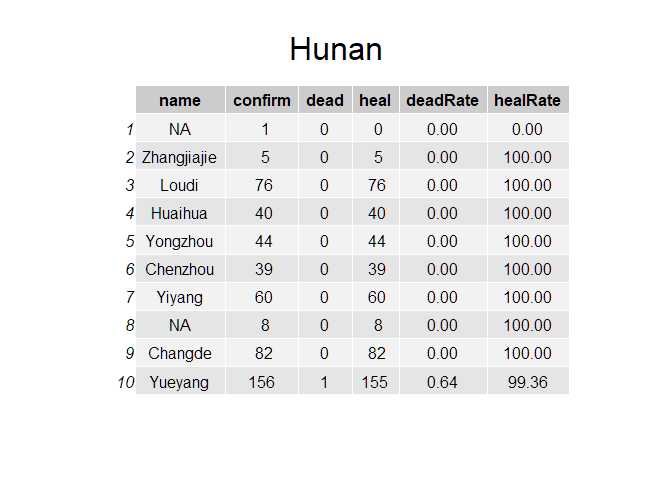 Hunan
name confirm dead heal deadRate healRate
1 NA 1 0 0 0.00 0.00
2 Zhangjiajie 5 0 5 0.00 100.00
3 Loudi 76 0 76 0.00 100.00
4 Huaihua 40 0 40 0.00 100.00
5 Yongzhou 44 0 44 0.00 100.00
6 Chenzhou 39 0 39 0.00 100.00
7 Yiyang 60 0 60 0.00 100.00
8 NA 8 0 8 0.00 100.00
9 Changde 82 0 82 0.00 100.00
10 Yueyang 156 1 155 0.64 99.36